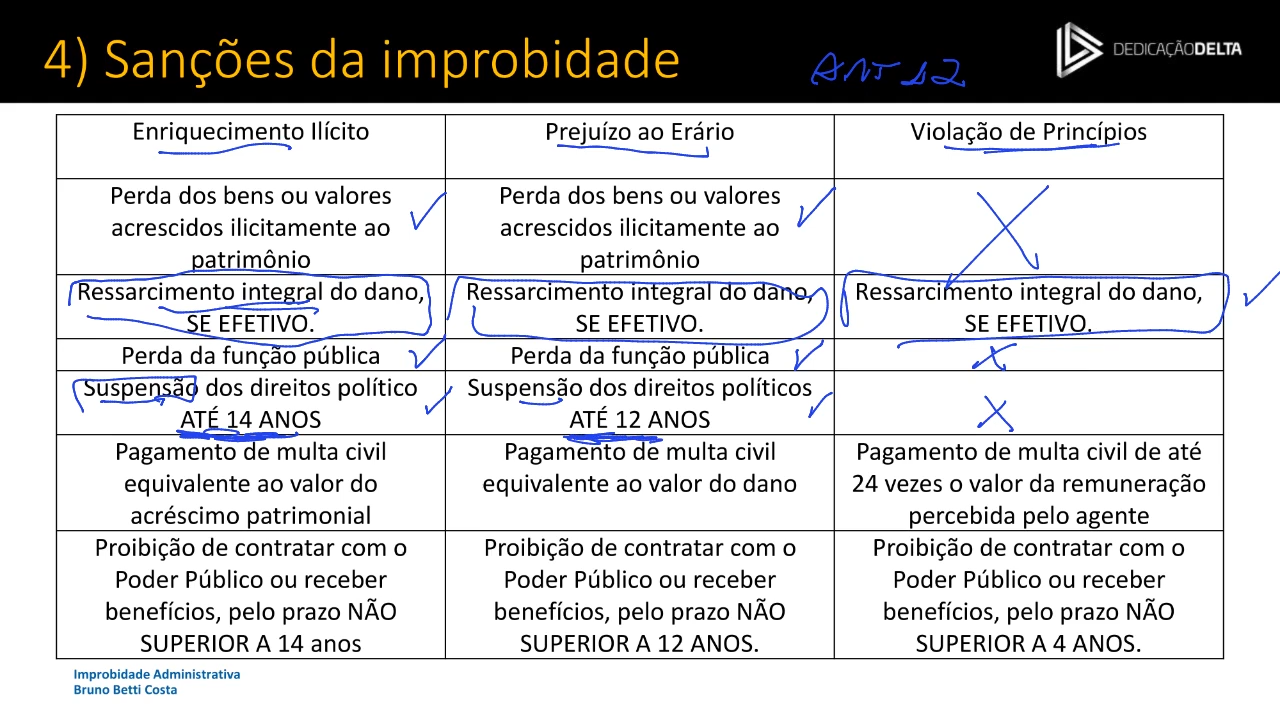 4) Sanções da improbidade
ART 12
DEDICAÇÃODELTA
Enriquecimento Ilícito
Prejuízo ao Erário
Violação de Princípios
Perda dos bens ou valores
acrescidos ilicitamente ao
patrimônio
Perda dos bens ou valores
acrescidos ilicitamente ao
patrimônio
Ressarcimento integral do dano,
SE EFETIVO.
Ressarcimento integral do dano,
SE EFETIVO.
Ressarcimento integral do dano,
SE EFETIVO.
Perda da função pública
Perda da função pública
Suspensão dos direitos político
ATÉ 14 ANOS
Suspensão dos direitos políticos
ATÉ 12 ANOS
Pagamento de multa civil
equivalente ao valor do
acréscimo patrimonial
Pagamento de multa civil
equivalente ao valor do dano
Pagamento de multa civil de até
24 vezes o valor da remuneração
percebida pelo agente
Proibição de contratar com o
Poder Público ou receber
benefícios, pelo prazo NÃO
SUPERIOR A 14 anos
Proibição de contratar com o
Poder Público ou receber
benefícios, pelo prazo NÃO
SUPERIOR A 12 ANOS.
Proibição de contratar com o
Poder Público ou receber
benefícios, pelo prazo NÃO
SUPERIOR A 4 ANOS.
Improbidade Administrativa
Bruno Betti Costa